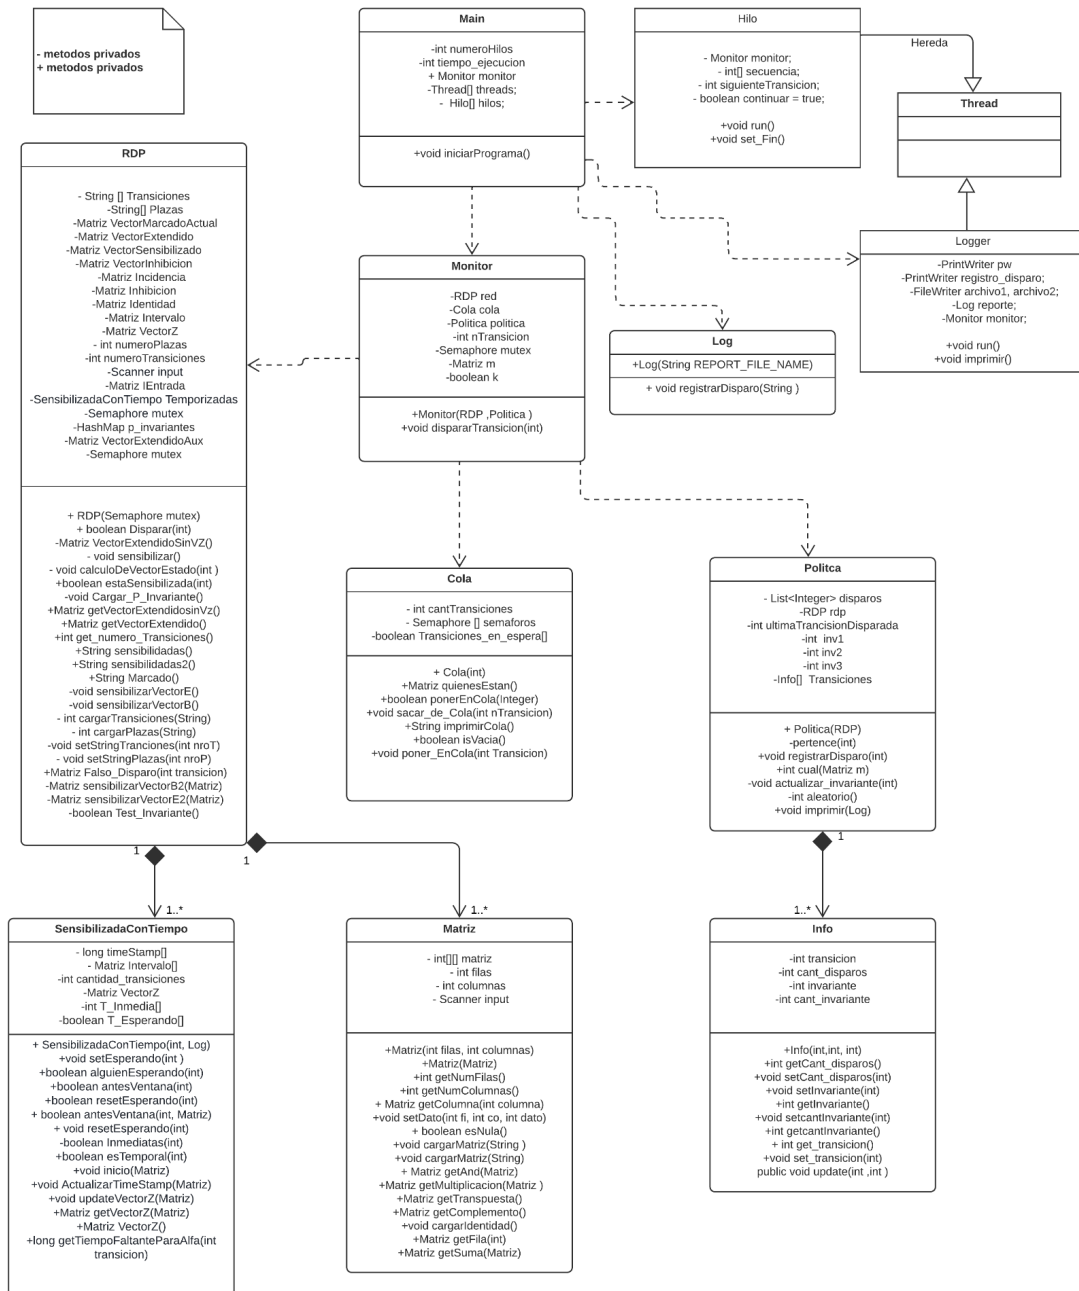 - metodos privados
+ metodos privados
Main
-int numeroHilos
-int tiempo_ejecucion
+ Monitor monitor
-Thread[] threads;
- Hilo[] hilos;
+void iniciarPrograma()
Hilo
- Monitor monitor;
- int[] secuencia;
- int siguienteTransicion;
- boolean continuar = true;
+void run()
+void set_Fin()
Hereda
Thread
RDP
- String [] Transiciones
-String[] Plazas
-Matriz VectorMarcadoActual
-Matriz VectorExtendido
-Matriz VectorSensibilizado
-Matriz VectorInhibicion
-Matriz Incidencia
-Matriz Inhibicion
-Matriz Identidad
-Matriz Intervalo
-Matriz VectorZ
- int numeroPlazas
-int numeroTransiciones
-Scanner input
-Matriz IEntrada
-SensibilizadaConTiempo Temporizadas
-Semaphore mutex
-HashMap p_invariantes
-Matriz VectorExtendidoAux
-Semaphore mutex
+ RDP(Semaphore mutex)
+ boolean Disparar(int)
-Matriz VectorExtendidoSinVZ()
- void sensibilizar()
- void calculoDeVectorEstado(int )
+boolean estaSensibilizada(int)
-void Cargar_P_Invariante()
+Matriz getVectorExtendidosinVz()
+Matriz getVectorExtendido()
+int get_numero_Transiciones()
+String sensibilidadas()
+String sensibilidadas2()
+String Marcado()
-void sensibilizarVectorE()
-void sensibilizarVectorB()
- int cargarTransiciones(String)
- int cargarPlazas(String)
-void setStringTranciones(int nroT)
- void setStringPlazas(int nroP)
+Matriz Falso_Disparo(int transicion)
-Matriz sensibilizarVectorB2(Matriz)
-Matriz sensibilizarVectorE2(Matriz)
-boolean Test_Invariante()
Monitor
-RDP red
-Cola cola
-Politica politica
-int nTransicion
-Semaphore mutex
-Matriz m
-boolean k
+Monitor(RDP ,Politica )
+void dispararTransicion(int)
Logger
-PrintWriter pw
-PrintWriter registro_disparo;
-FileWriter archivo1, archivo2;
-Log reporte;
-Monitor monitor;
+void run()
+void imprimir()
Log
+Log(String REPORT_FILE_NAME)
+ void registrarDisparo(String )
Cola
- int cantTransiciones
- Semaphore [] semaforos
-boolean Transiciones_en_espera[]
+ Cola(int)
+Matriz quienesEstan()
+boolean ponerEnCola(Integer)
+void sacar_de_Cola(int nTransicion)
+String imprimirCola()
+boolean isVacia()
+void poner_EnCola(int Transicion)
Politca
- List<Integer> disparos
-RDP rdp
-int ultimaTrancisionDisparada
-int inv1
-int inv2
-int inv3
-Info[] Transiciones
+ Politica(RDP)
-pertence(int)
+void registrarDisparo(int)
+int cual(Matriz m)
-void actualizar_invariante(int)
-int aleatorio()
+void imprimir(Log)
1
1
1
1..*
1..*
1..*
SensibilizadaConTiempo
- long timeStamp[]
- Matriz Intervalo[]
-int cantidad_transiciones
-Matriz VectorZ
-int T_Inmedia[]
-boolean T_Esperando[]
+ SensibilizadaConTiempo(int, Log)
+void setEsperando(int )
+boolean alguienEsperando(int)
+boolean antesVentana(int)
+boolean resetEsperando(int)
+ boolean antesVentana(int, Matriz)
+ void resetEsperando(int)
-boolean Inmediatas(int)
+boolean esTemporal(int)
+void inicio(Matriz)
+void ActualizarTimeStamp(Matriz)
+void updateVectorZ(Matriz)
+Matriz getVectorZ(Matriz)
+Matriz VectorZ()
+long getTiempoFaltanteParaAlfa(int
transicion)
Matriz
- int[][] matriz
- int filas
- int columnas
- Scanner input
+Matriz(int filas, int columnas)
+Matriz(Matriz)
+int getNumFilas()
+int getNumColumnas()
+ Matriz getColumna(int columna)
+void setDato(int fi, int co, int dato)
+ boolean esNula()
+void cargarMatriz(String )
+void cargarMatriz(String)
+ Matriz getAnd(Matriz)
+Matriz getMultiplicacion(Matriz )
+Matriz getTranspuesta()
+Matriz getComplemento()
+void cargarIdentidad()
+Matriz getFila(int)
+Matriz getSuma(Matriz)
Info
-int transicion
-int cant_disparos
-int invariante
-int cant_invariante
+Info(int,int, int)
+int getCant_disparos()
+void setCant_disparos(int)
+void setInvariante(int)
+int getInvariante()
+void setcantInvariante(int)
+int getcantInvariante()
+ int get_transicion()
+void set_transicion(int)
public void update(int ,int )